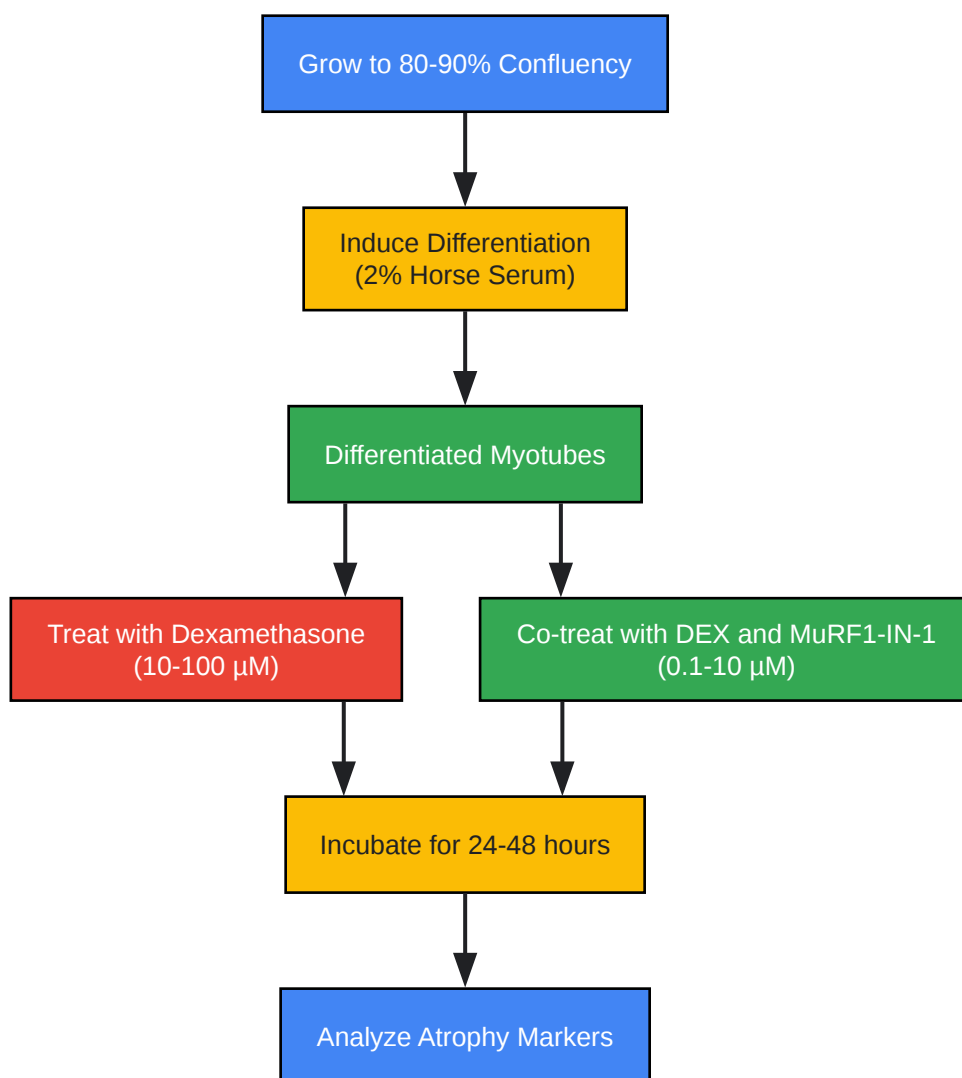 Grow to 80-90% Confluency
Induce Differentiation
(2% Horse Serum)
Differentiated Myotubes
Treat with Dexamethasone
(10-100 µM)
Co-treat with DEX and MuRF1-IN-1
(0.1-10 µM)
Incubate for 24-48 hours
Analyze Atrophy Markers